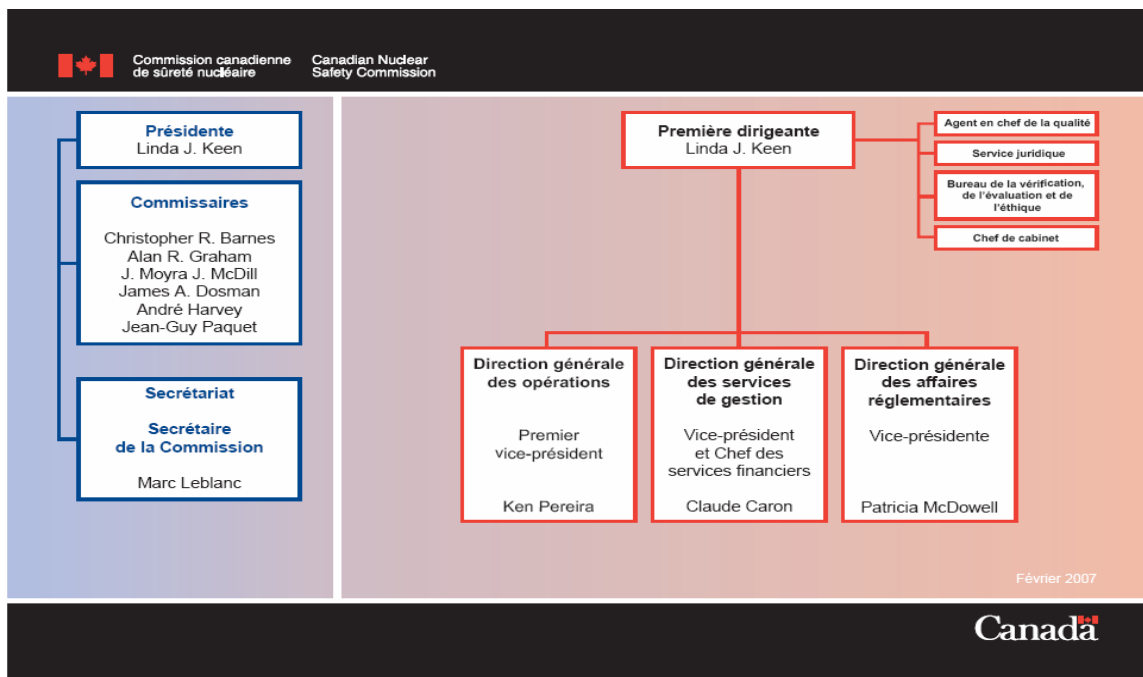 Commission canadienne
de sûreté nucléaire
Canadian Nuclear
Safety Commission
Présidente
Linda J. Keen
Commissaires
Christopher R. Barnes
Alan R. Graham
J. Moyra J. McDill
James A. Dosman
André Harvey
Jean-Guy Paquet
Secrétariat
Secrétaire
de la Commission
Marc Leblanc
Première dirigeante
Linda J. Keen
Agent en chef de la qualité
Service juridique
Bureau de la vérification,
de l'évaluation et de
l'éthique
Chef de cabinet
Direction générale
des opérations
Premier
vice-président
Ken Pereira
Direction générale
des services
de gestion
Vice-président
et Chef des
services financiers
Claude Caron
Direction générale
des affaires
réglementaires
Vice-présidente
Patricia McDowell
Février 2007
Canada